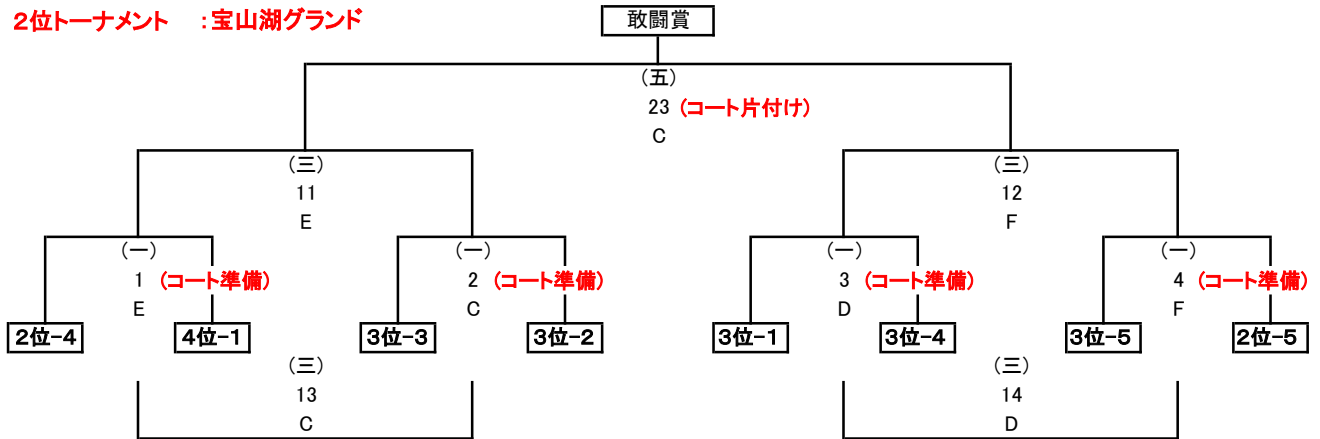 2位トーナメント :宝山湖グランド
敢闘賞
(五)
23 (コート片付け)
C
(三) (三)
11 12
E F
(一) (一) (一) (一)
1 (コート準備) 2 (コート準備) 3 (コート準備) 4 (コート準備)
E C D F
2位-4 4位-1 3位-3 3位-2 3位-1 3位-4 3位-5 2位-5
(三) (三)
13 14
C D